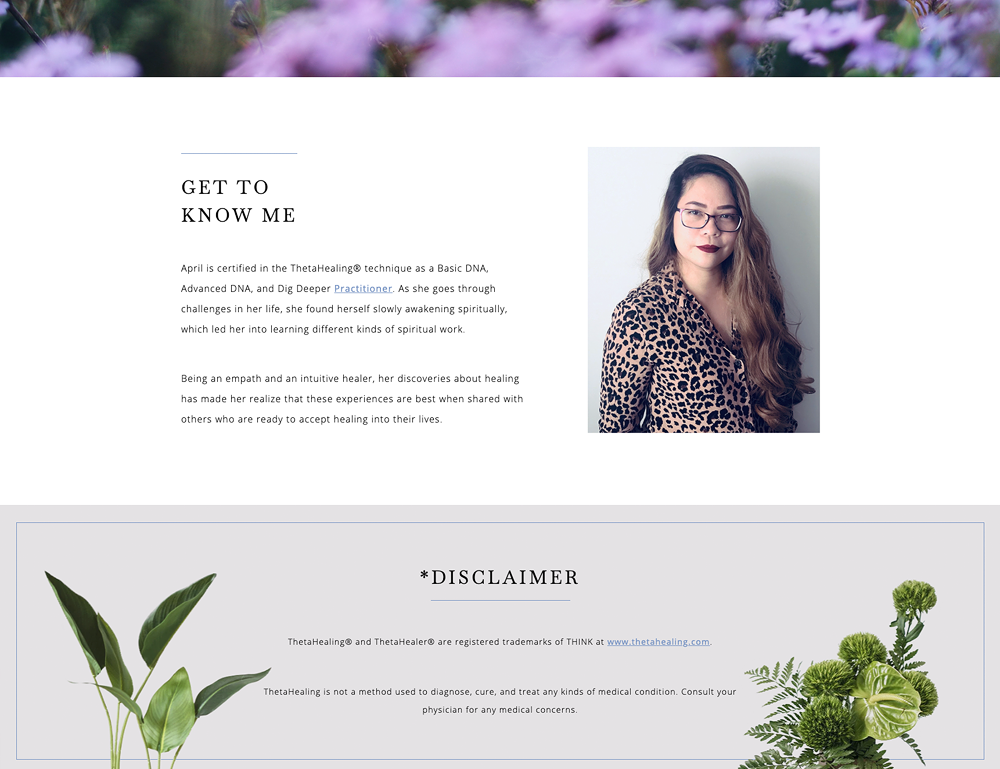 GET TO
KNOW ME
April is certified in the ThetaHealing® technique as a Basic DNA,
Advanced DNA, and Dig Deeper Practitioner. As she goes through
challenges in her life, she found herself slowly awakening spiritually,
which led her into learning different kinds of spiritual work.
Being an empath and an intuitive healer, her discoveries about healing
has made her realize that these experiences are best when shared with
others who are ready to accept healing into their lives.
*DISCLAIMER
ThetaHealing® and ThetaHealer® are registered trademarks of THINK at www.thetahealing.com.
ThetaHealing is not a method used to diagnose, cure, and treat any kinds of medical condition. Consult your
physician for any medical concerns.